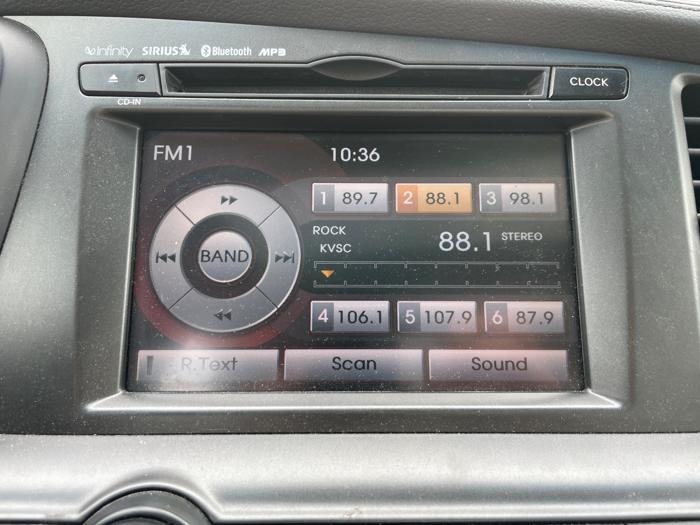 Infinity SIRIUS Bluetooth MP3
CLOCK
CD-IN
FM1 10:36
1 89.7 2 88.1 3 98.1
ROCK
KVSC 88.1 STEREO
BAND
4 106.1 5 107.9 6 87.9
R.Text Scan Sound